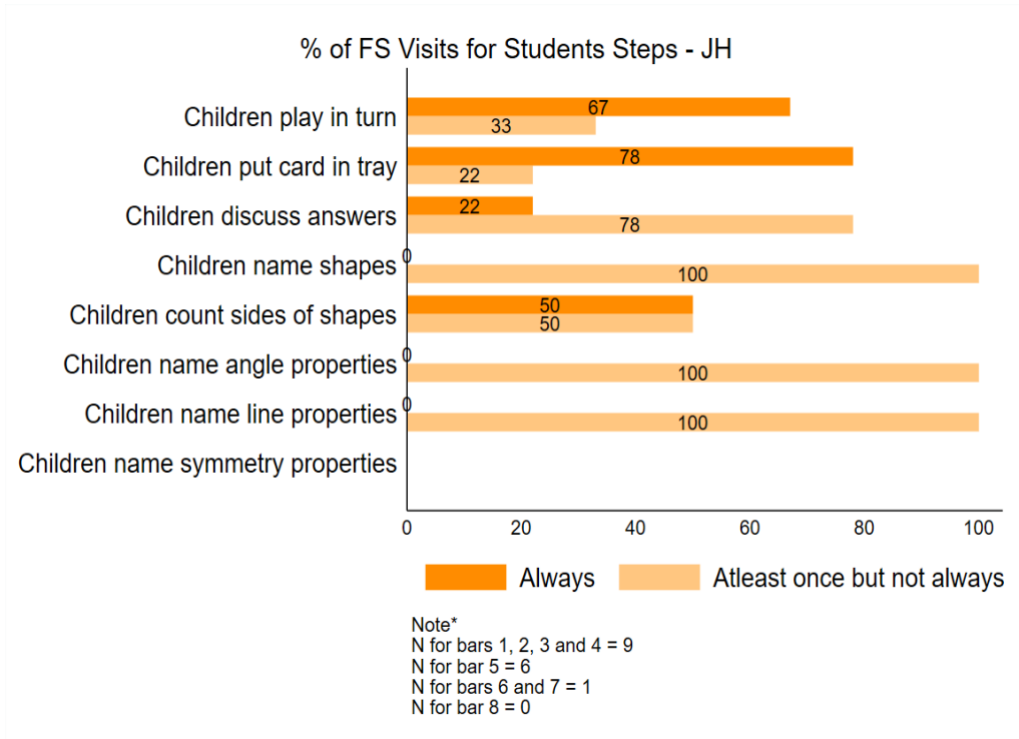 % of FS Visits for Students Steps - JH
Children play in turn
67
33
Children put card in tray
78
22
Children discuss answers
22
78
Children name shapes
0
100
Children count sides of shapes
50
50
Children name angle properties
0
100
Children name line properties
0
100
Children name symmetry properties
0 20 40 60 80 100
Always Atleast once but not always
Note*
N for bars 1, 2, 3 and 4 = 9
N for bar 5 = 6
N for bars 6 and 7 = 1
N for bar 8 = 0